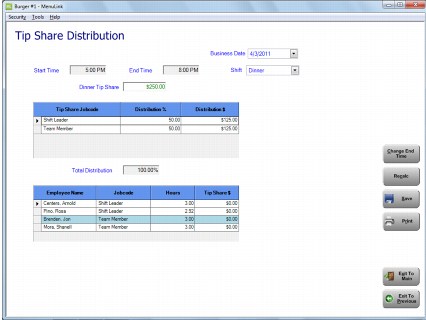 Burger #1 - MenuLink
Security Tools Help
Tip Share Distribution
Business Date 4/3/2011
Start Time 5:00 PM End Time 8:00 PM Shift Dinner
Dinner Tip Share $250.00
Tip Share Jobcode Distribution % Distribution $
Shift Leader 50.00 $125.00
Team Member 50.00 $125.00
Total Distribution 100.00%
Employee Name Jobcode Hours Tip Share $
Centers, Arnold Shift Leader 3.00 $0.00
Pino, Rosa Shift Leader 2.92 $0.00
Brenden, Jori Team Member 3.00 $0.00
More, Shanell Team Member 3.00 $0.00
Change End Time
Recalc
Save
Print
Exit To Main
Exit To Previous